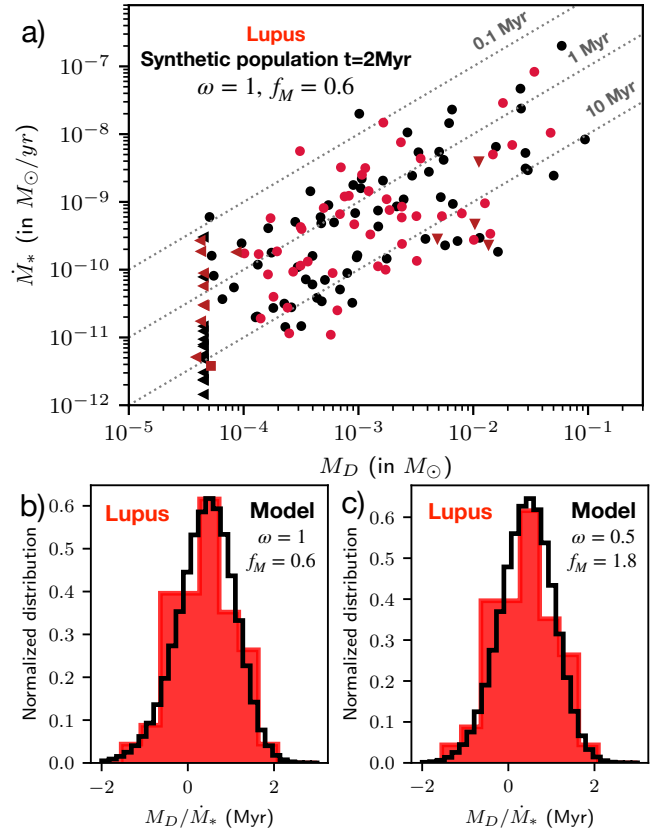 a)
Lupus
Synthetic population t=2Myr
ω = 1, f_M = 0.6
0.1 Myr
1 Myr
10 Myr
Ṁ_* (in M_⊙/yr)
10^{-7}
10^{-8}
10^{-9}
10^{-10}
10^{-11}
10^{-12}
10^{-5} 10^{-4} 10^{-3} 10^{-2} 10^{-1}
M_D (in M_⊙)
b)
Lupus
Model
ω = 1
f_M = 0.6
Normalized distribution
0.6
0.5
0.4
0.3
0.2
0.1
0.0
−2 0 2
M_D/Ṁ_* (Myr)
c)
Lupus
Model
ω = 0.5
f_M = 1.8
Normalized distribution
0.6
0.5
0.4
0.3
0.2
0.1
0.0
−2 0 2
M_D/Ṁ_* (Myr)